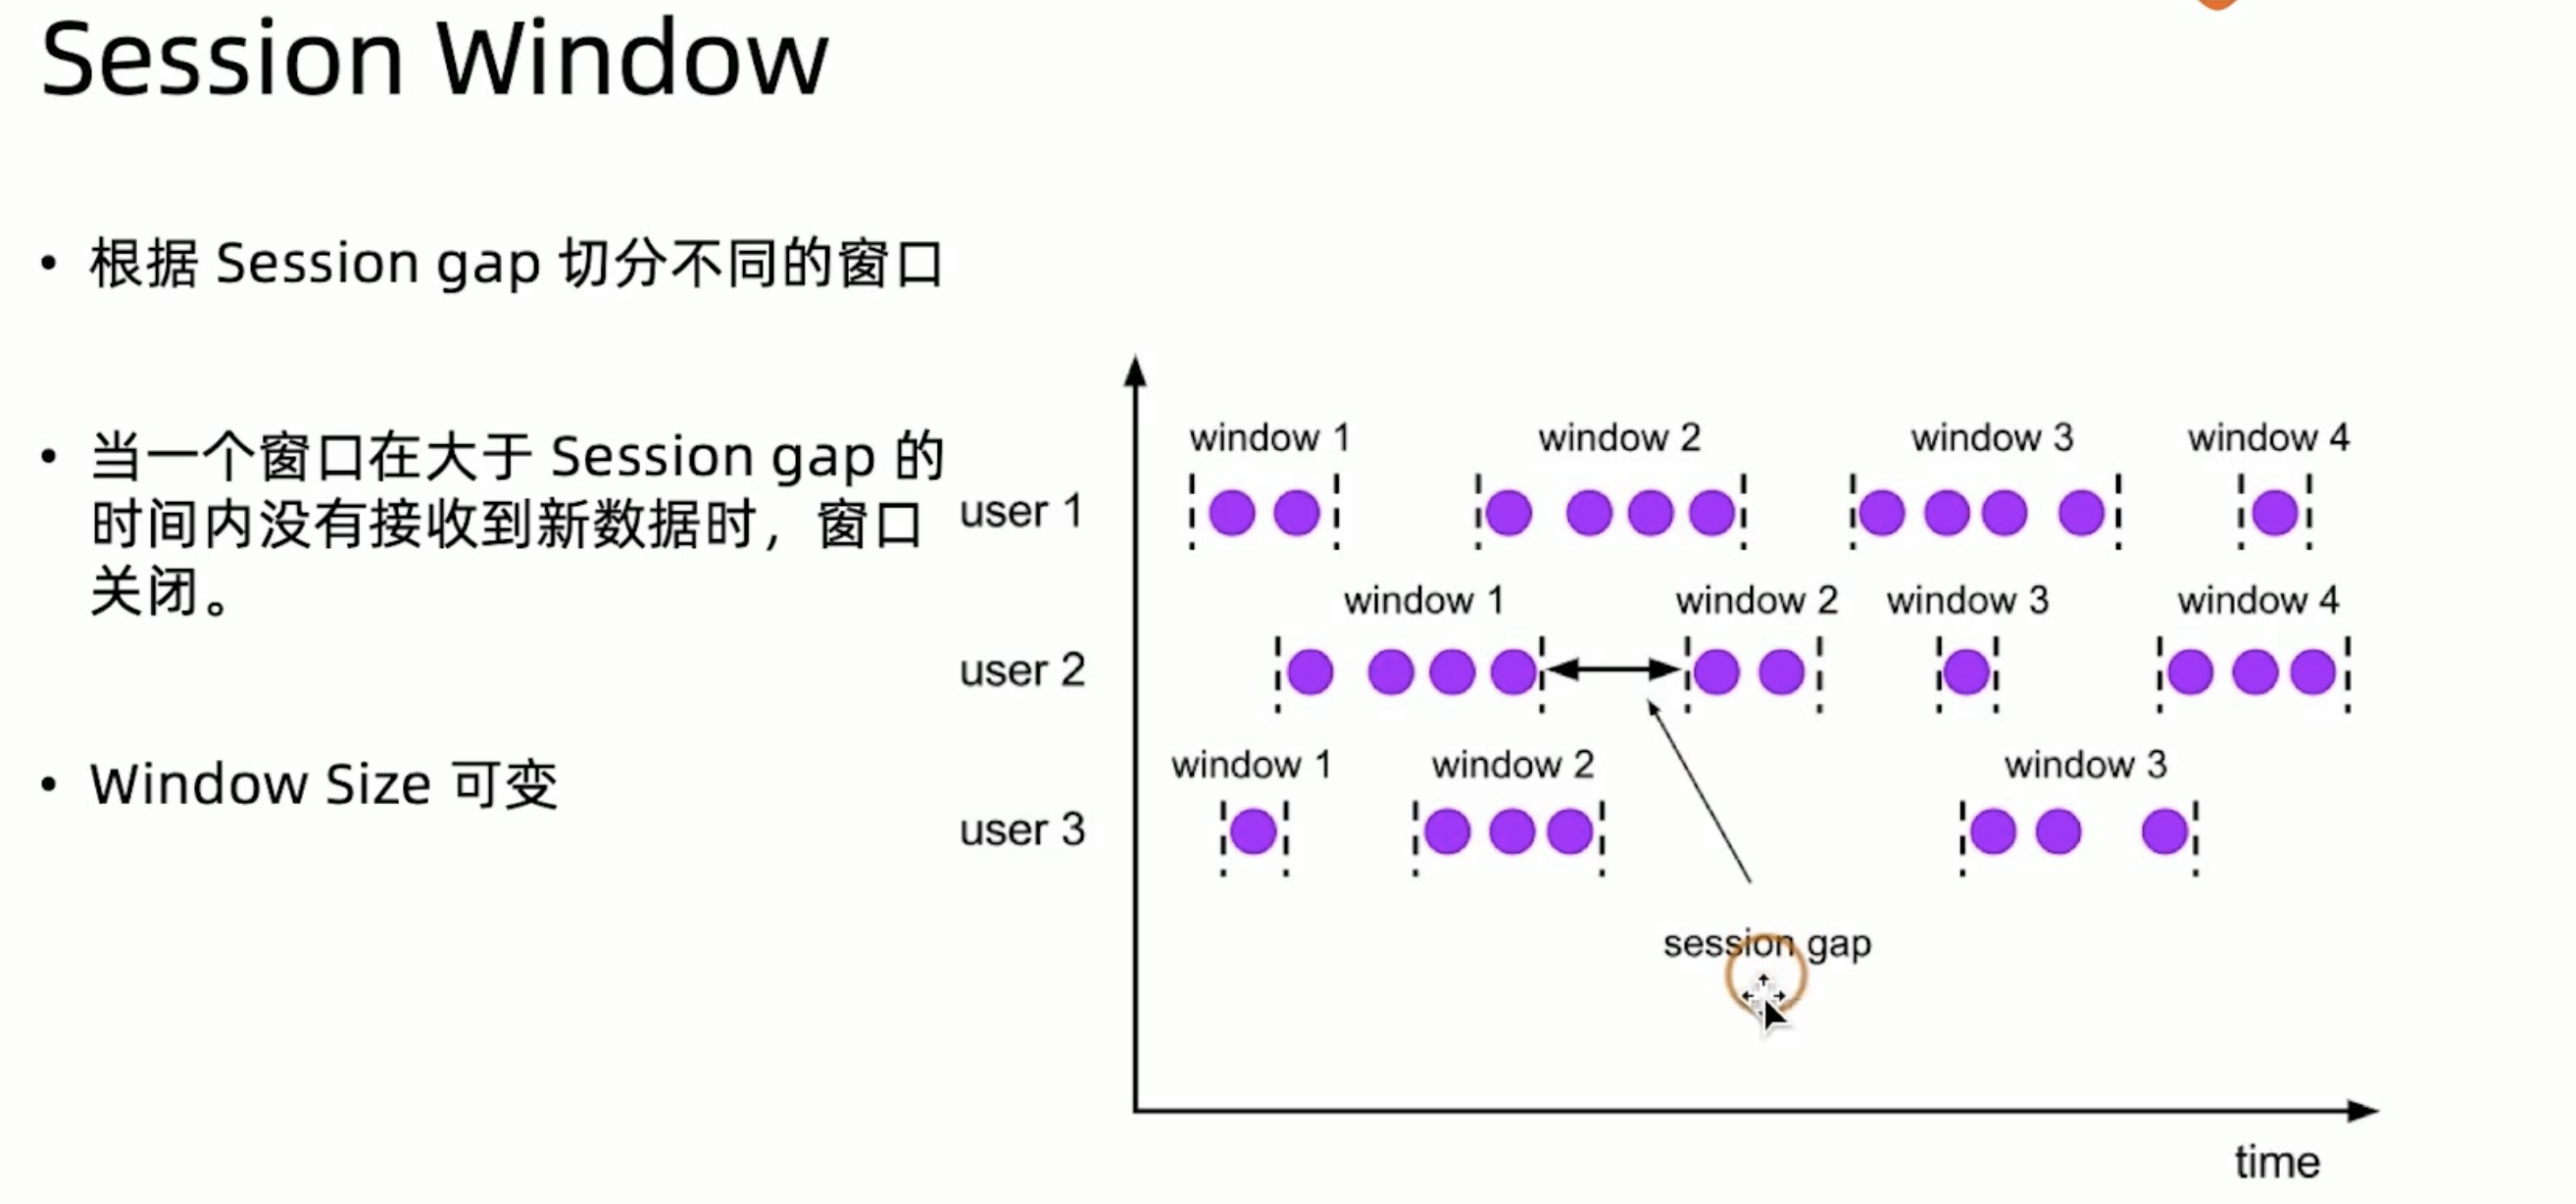 Session Window
• 根据 Session gap 切分不同的窗口
• 当一个窗口在大于 Session gap 的
时间内没有接收到新数据时，窗口
关闭。
• Window Size 可变
window 1 window 2 window 3 window 4
user 1
window 1 window 2 window 3 window 4
user 2
window 1 window 2 window 3
user 3
session gap
time